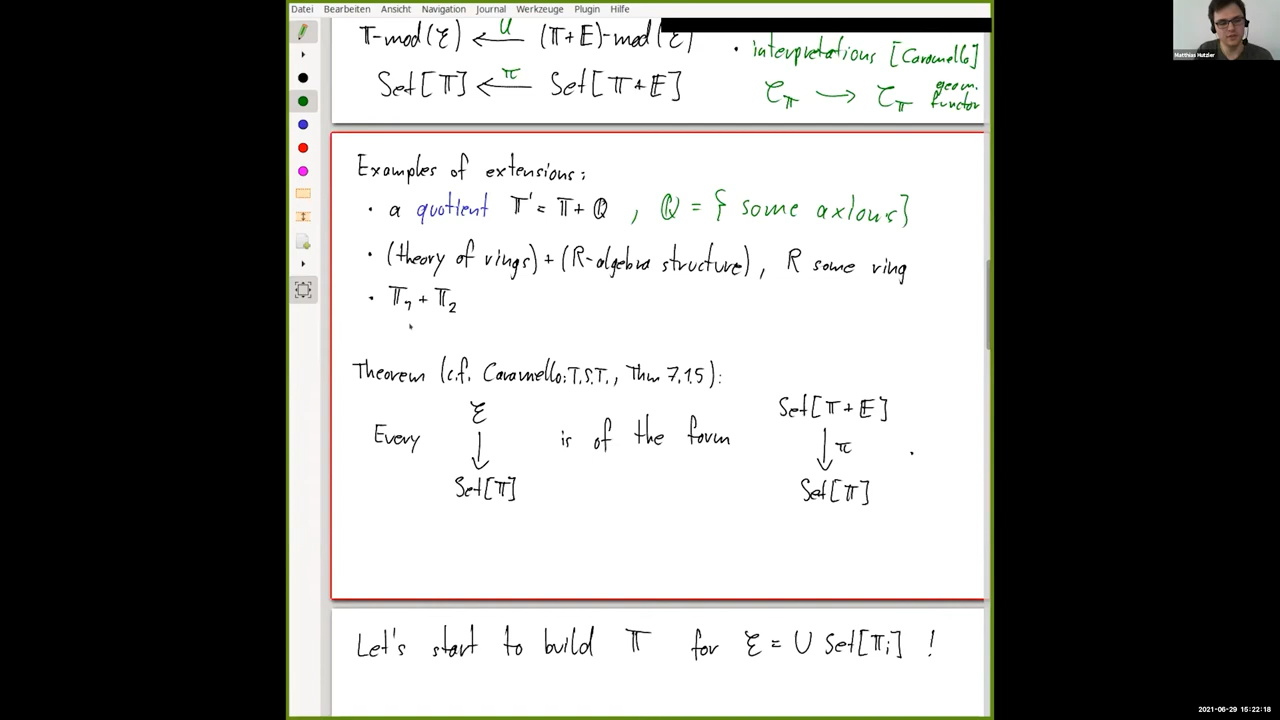 Datei Bearbeiten Ansicht Navigation Journal Werkzeuge Plugin Hilfe
𝕋-mod(ℰ) ←U (𝕋+𝔼)-mod(ℰ)
Set[𝕋] ←π Set[𝕋+𝔼]
• interpretations [Caramello]
𝒞_𝕋 → 𝒞_𝕋 geom. functor
Matthias Hutzler
Examples of extensions:
• a quotient 𝕋' = 𝕋 + ℚ , ℚ = { some axioms }
• (theory of rings) + (R-algebra structure), R some ring
• 𝕋₁ + 𝕋₂
Theorem (c.f. Caramello: T.S.T., Thm 7.1.5):
Every ℰ ↓ Set[𝕋] is of the form Set[𝕋+𝔼] ↓π Set[𝕋] .
Let's start to build 𝕋 for ℰ = ∪ Set[𝕋i] !
2021-06-29 15:22:18